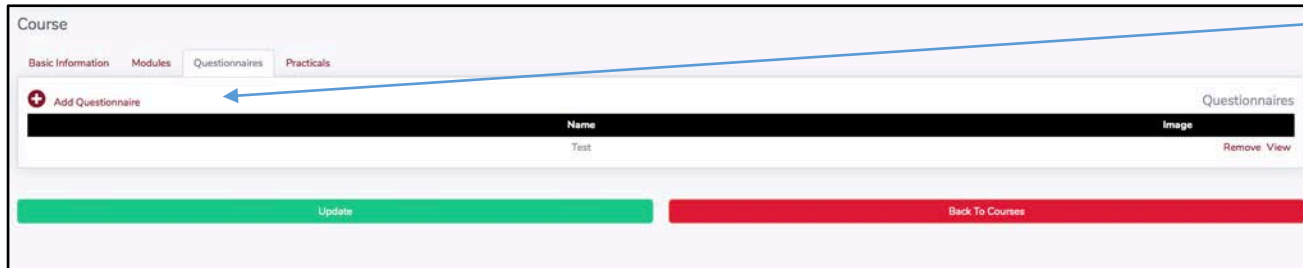 Course
Basic Information Modules Questionnaires Practicals
Add Questionnaire
Questionnaires
Name Image
Test Remove View
Update Back To Courses